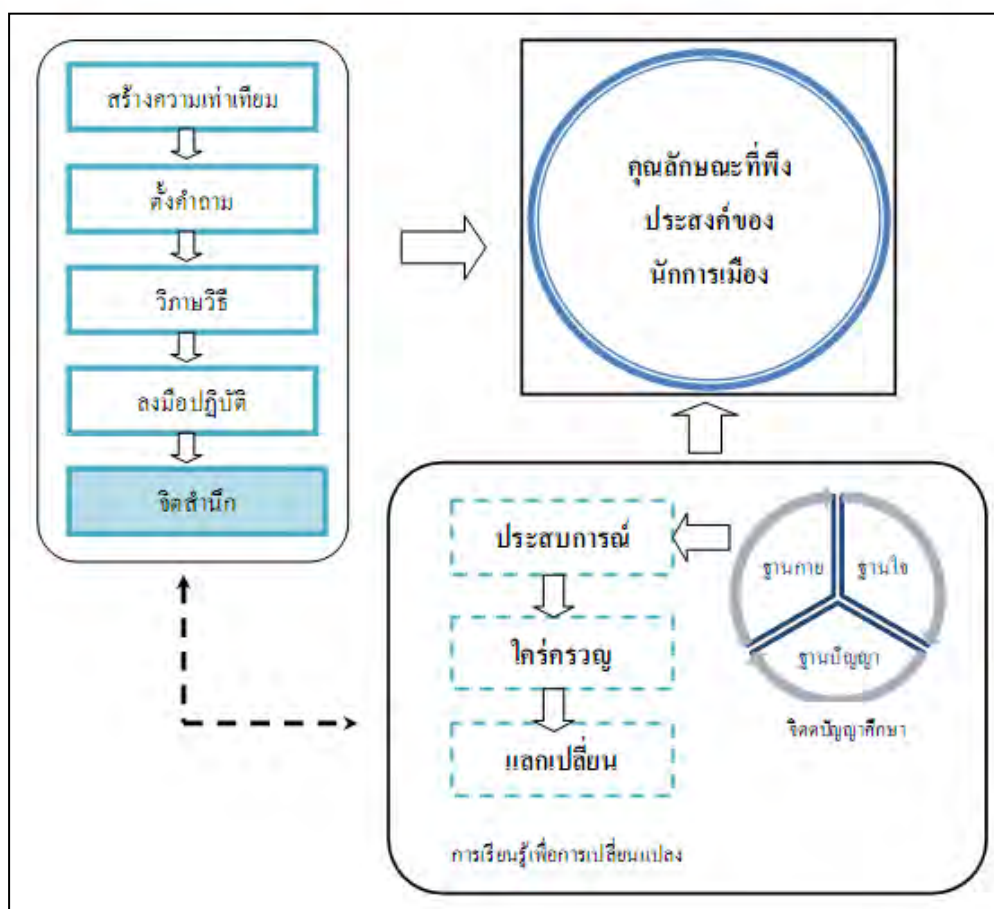 สร้างความเท่าเทียม
ตั้งคำถาม
วิภาษวิธี
ลงมือปฏิบัติ
จิตสำนึก
คุณลักษณะที่พึง
ประสงค์ของ
นักการเมือง
ประสบการณ์
ใคร่ครวญ
แลกเปลี่ยน
ฐานกาย
ฐานใจ
ฐานปัญญา
จิตตปัญญาศึกษา
การเรียนรู้เพื่อการเปลี่ยนแปลง